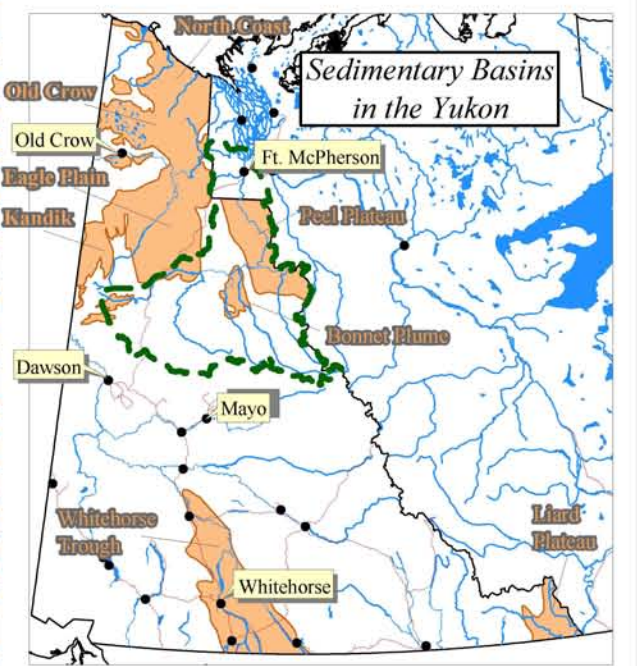 North Coast
Sedimentary Basins
in the Yukon
Old Crow
Old Crow
Ft. McPherson
Eagle Plain
Kandik
Peel Plateau
Bonnet Plume
Dawson
Mayo
Whitehorse
Trough
Liard
Plateau
Whitehorse